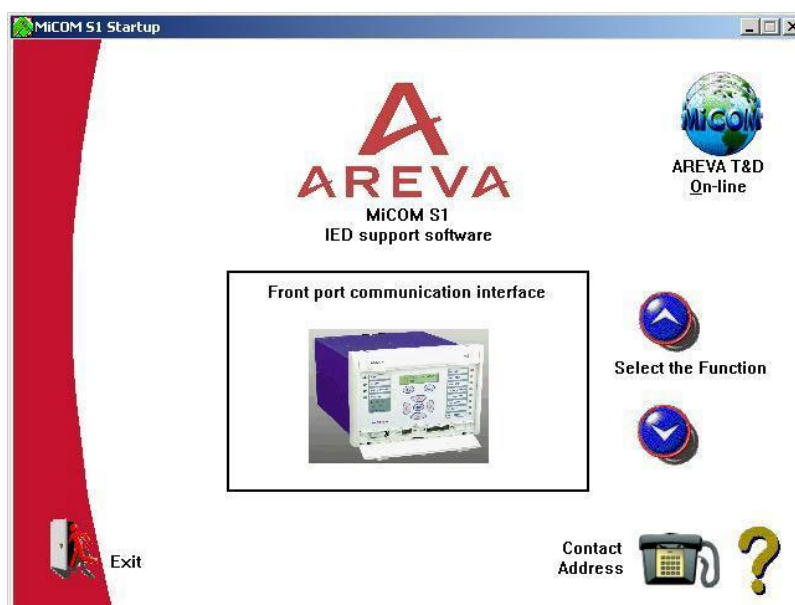 MiCOM S1 Startup
AREVA
MiCOM S1
IED support software
MiCOM
AREVA T&D
On-line
Front port communication interface
Select the Function
Exit
Contact
Address